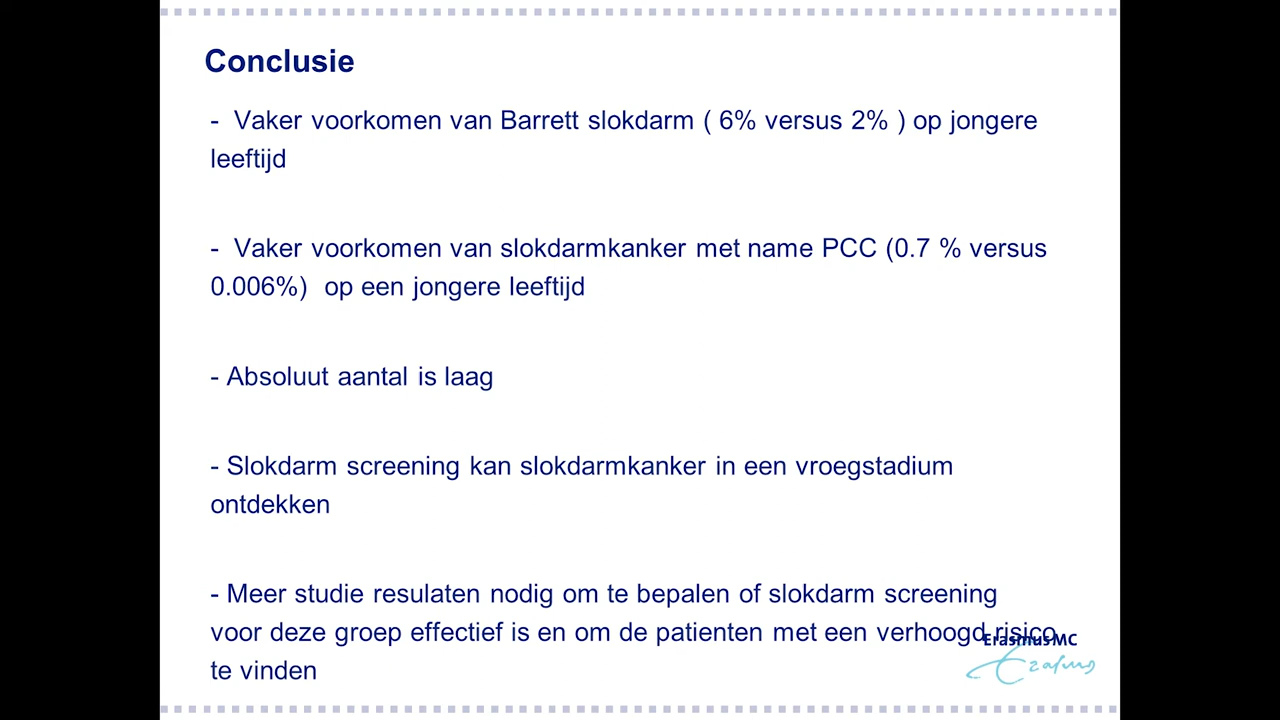 Conclusie
- Vaker voorkomen van Barrett slokdarm ( 6% versus 2% ) op jongere
leeftijd
- Vaker voorkomen van slokdarmkanker met name PCC (0.7 % versus
0.006%) op een jongere leeftijd
- Absoluut aantal is laag
- Slokdarm screening kan slokdarmkanker in een vroegstadium
ontdekken
- Meer studie resulaten nodig om te bepalen of slokdarm screening
voor deze groep effectief is en om de patienten met een verhoogd risico
te vinden
Erasmus MC
Erasmus